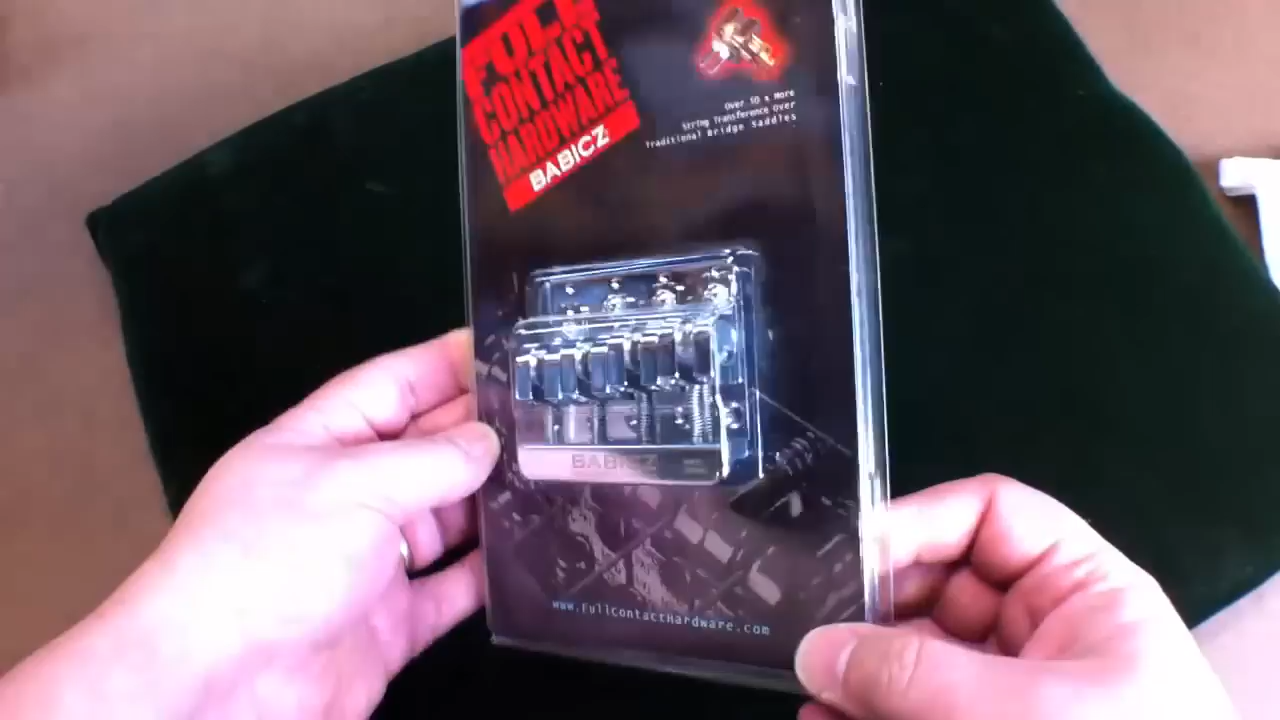 FULL
CONTACT
HARDWARE
BABICZ
Over 50 % More
String Transference Over
Traditional Bridge Saddles
BABICZ
www.FullContactHardware.com